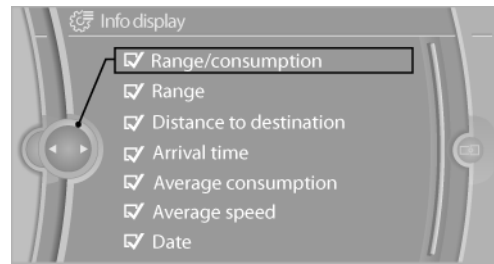 Info display
Range/consumption
Range
Distance to destination
Arrival time
Average consumption
Average speed
Date